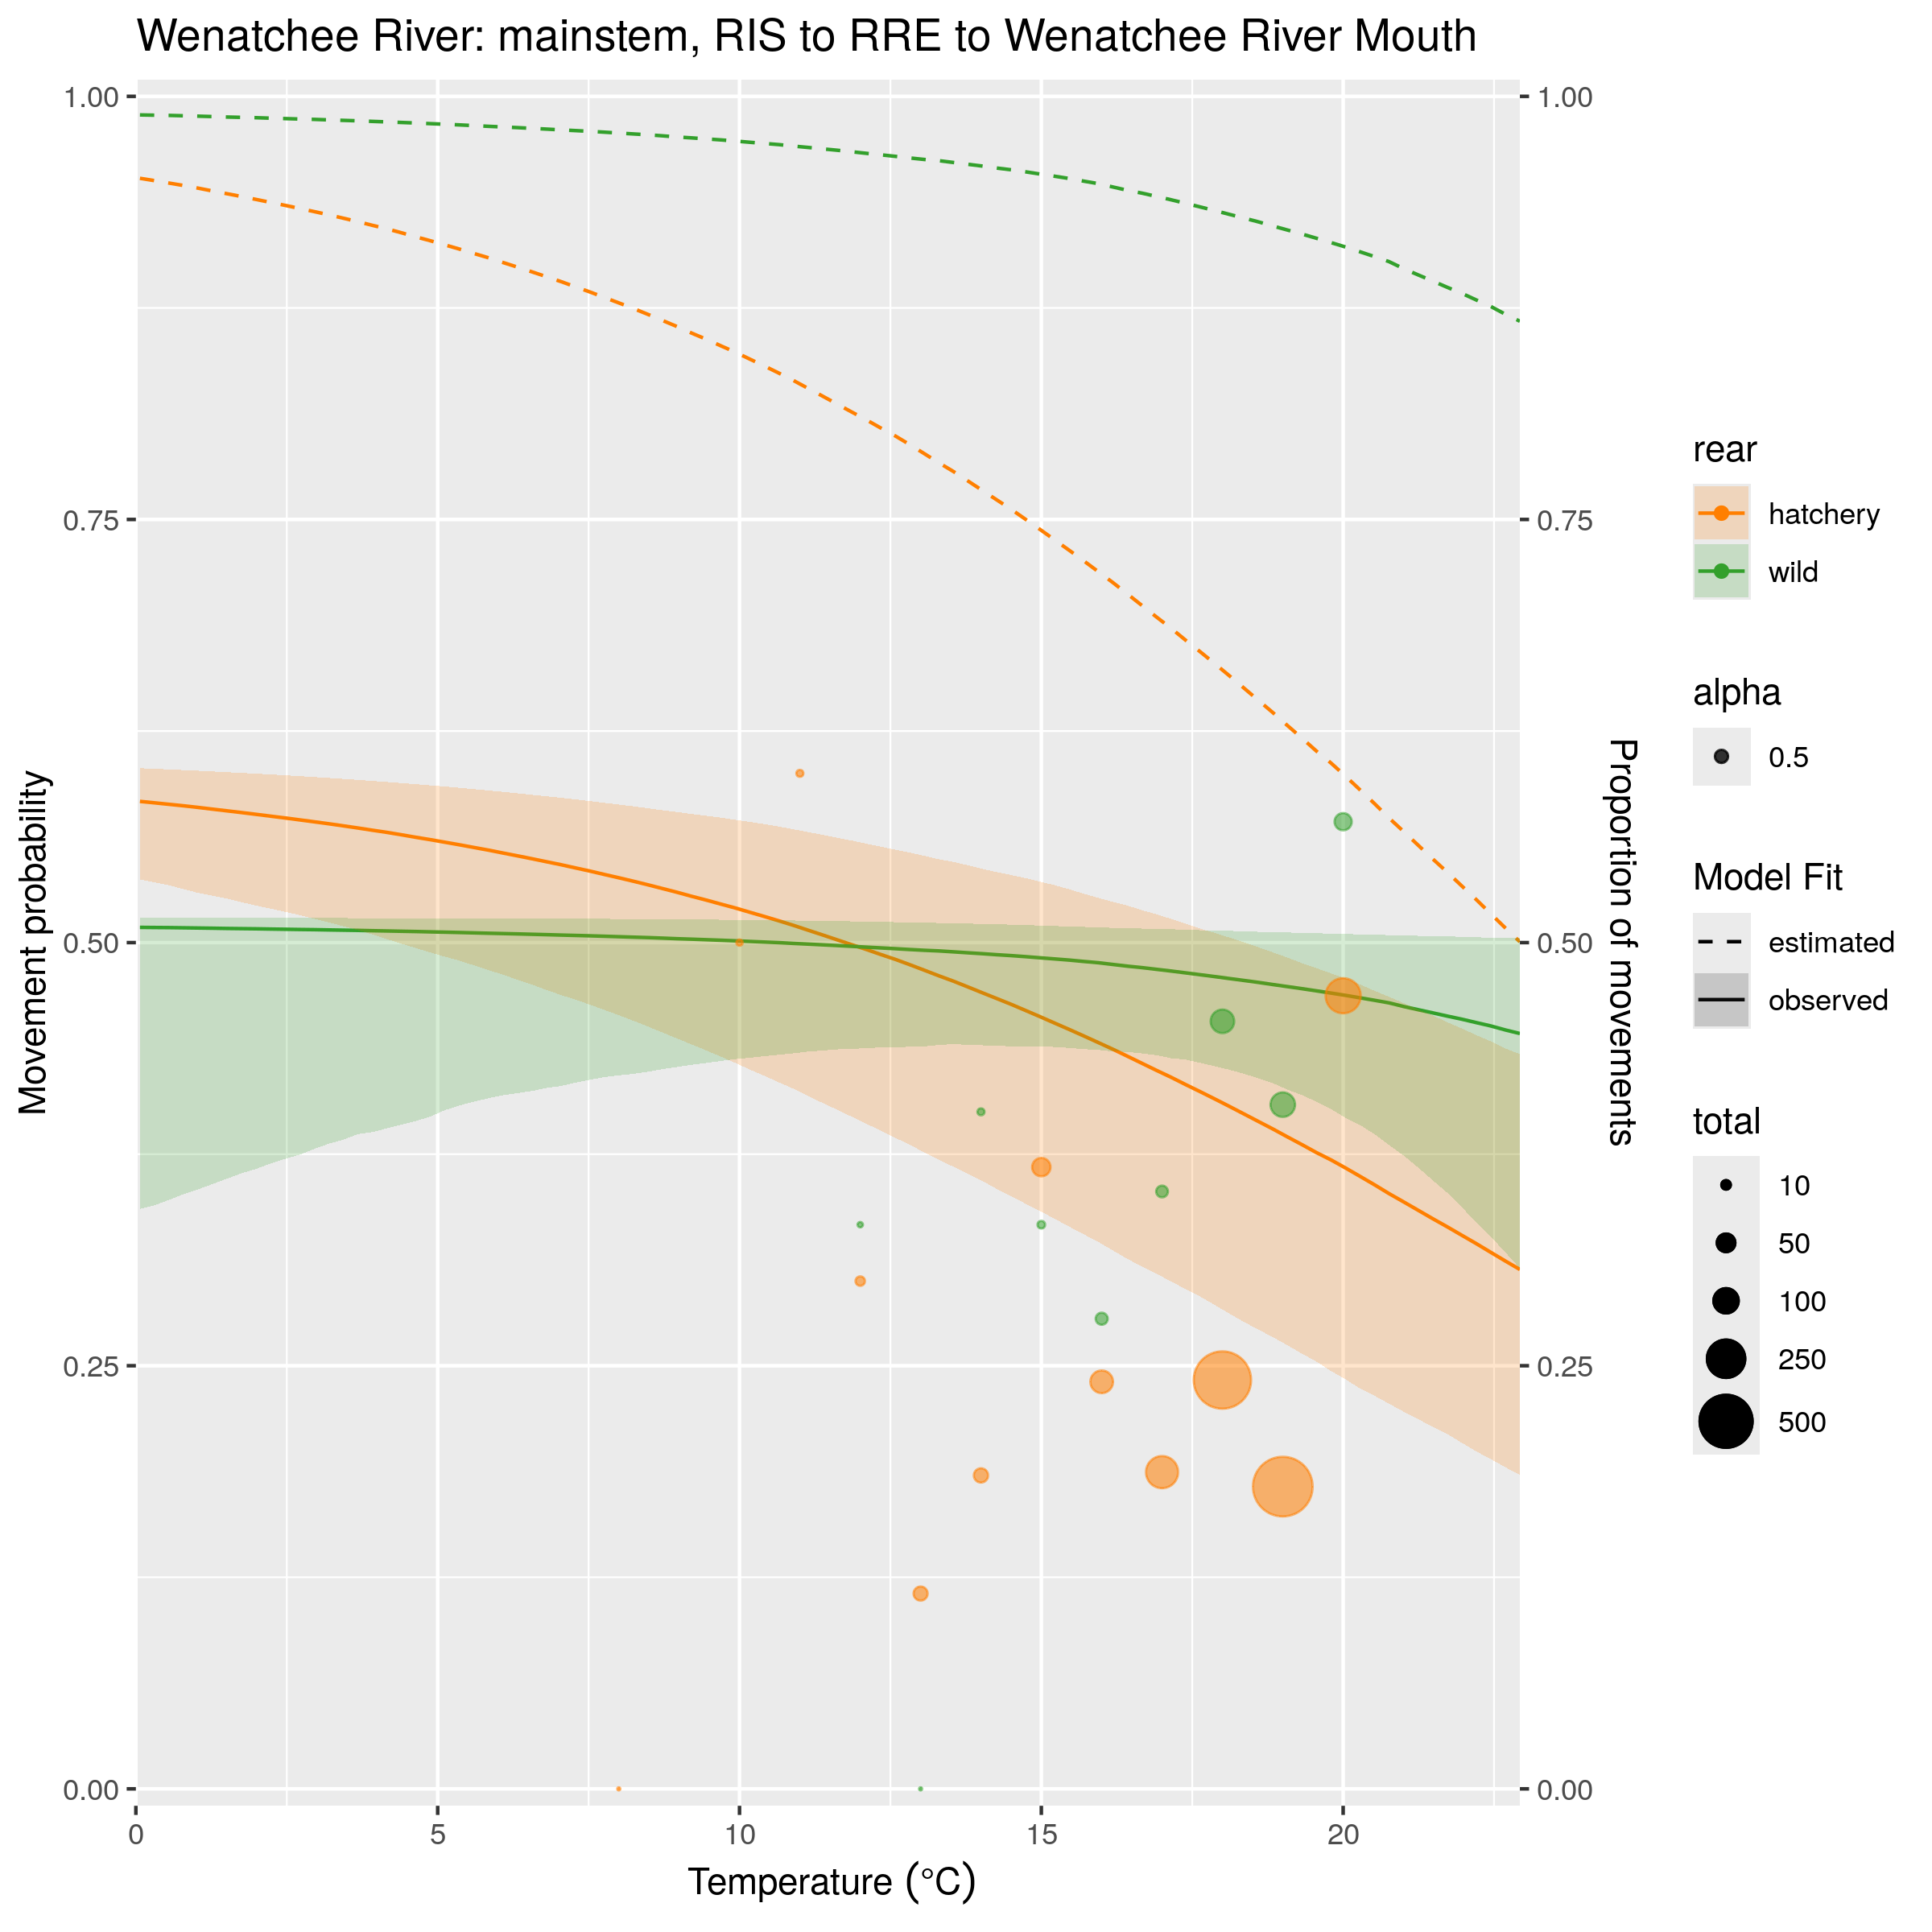 Wenatchee River: mainstem, RIS to RRE to Wenatchee River Mouth
1.00
0.75
0.50
0.25
0.00
Movement probability
0
5
10
15
20
Temperature (°C)
1.00
0.75
0.50
0.25
0.00
Proportion of movements
rear
hatchery
wild
alpha
0.5
Model Fit
estimated
observed
total
10
50
100
250
500